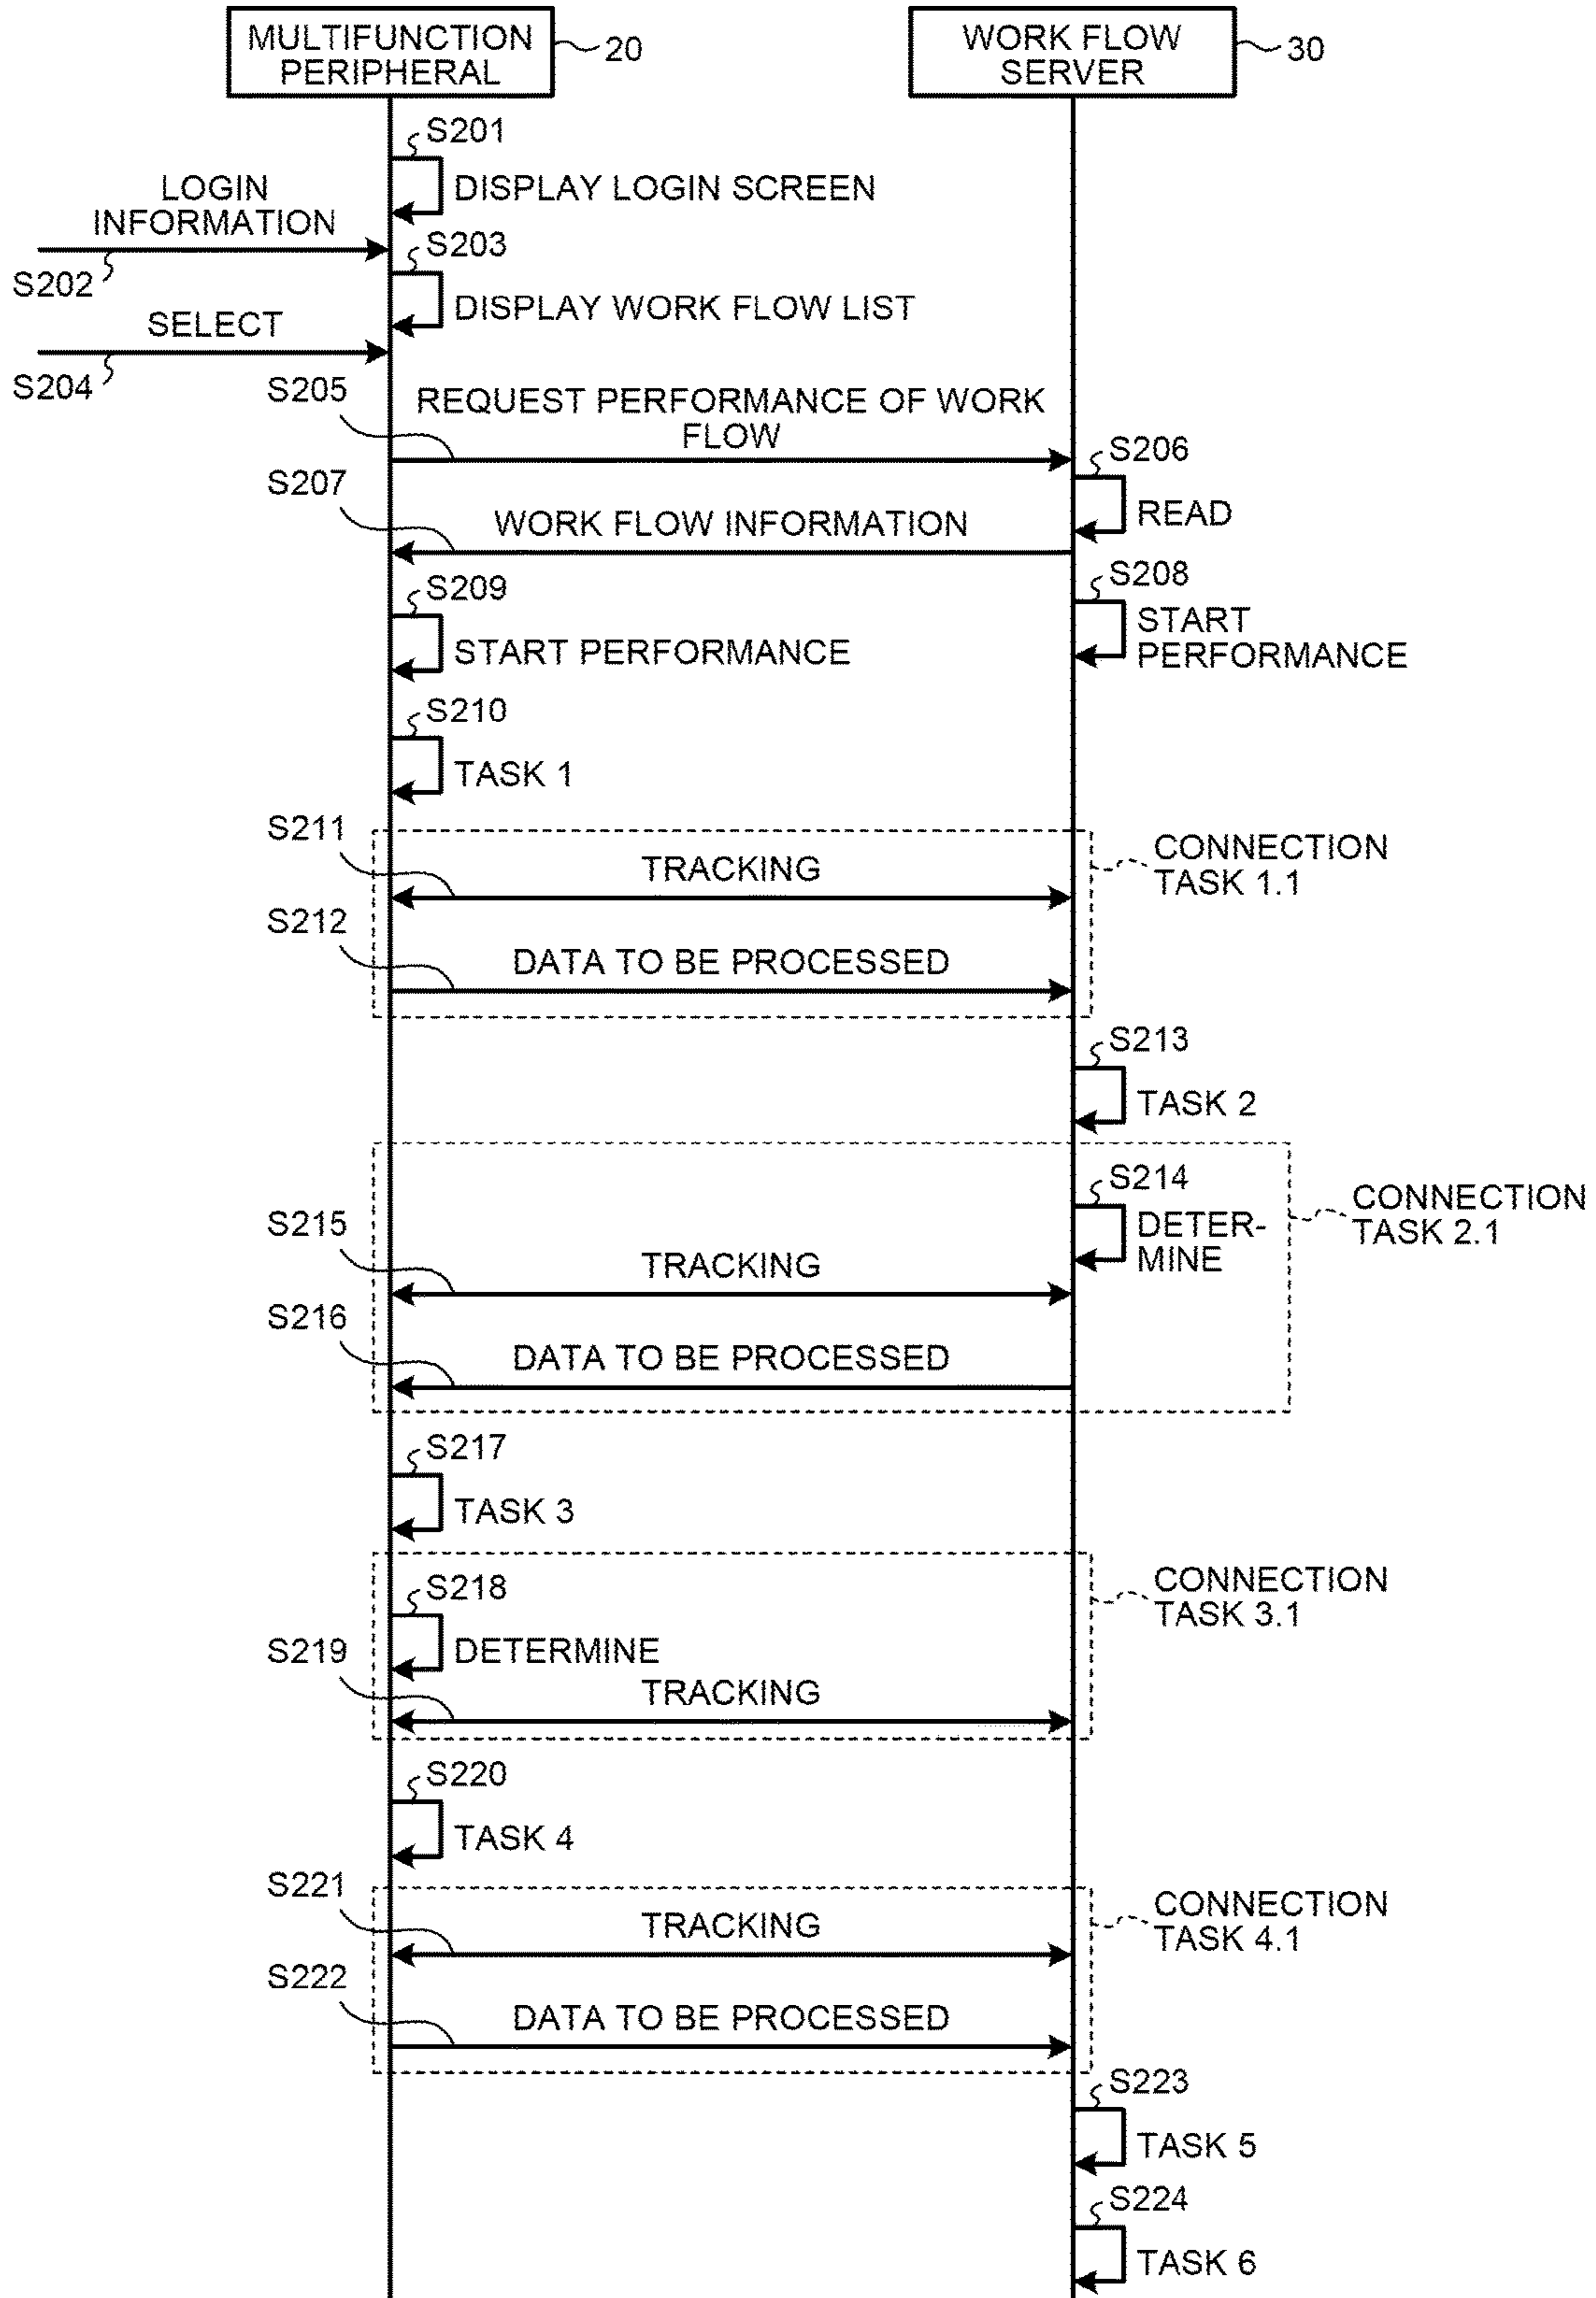 MULTIFUNCTION
PERIPHERAL
20
WORK FLOW
SERVER
30
S201
DISPLAY LOGIN SCREEN
LOGIN
INFORMATION
S202
S203
DISPLAY WORK FLOW LIST
SELECT
S204
S205
REQUEST PERFORMANCE OF WORK
FLOW
S206
READ
S207
WORK FLOW INFORMATION
S208
START
PERFORMANCE
S209
START PERFORMANCE
S210
TASK 1
S211
TRACKING
CONNECTION
TASK 1.1
S212
DATA TO BE PROCESSED
S213
TASK 2
S214
DETER-
MINE
CONNECTION
TASK 2.1
S215
TRACKING
S216
DATA TO BE PROCESSED
S217
TASK 3
S218
DETERMINE
CONNECTION
TASK 3.1
S219
TRACKING
S220
TASK 4
S221
TRACKING
CONNECTION
TASK 4.1
S222
DATA TO BE PROCESSED
S223
TASK 5
S224
TASK 6